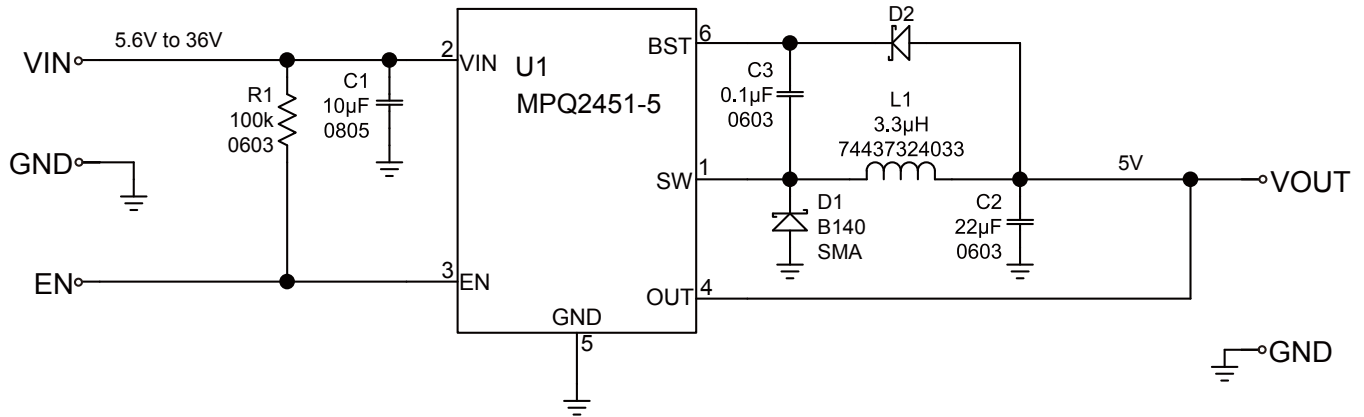 VIN
5.6V to 36V
R1
100k
0603
C1
10µF
0805
GND
EN
2
VIN
U1
MPQ2451-5
3
EN
GND
5
BST
6
SW
1
OUT
4
C3
0.1µF
0603
D2
L1
3.3µH
74437324033
D1
B140
SMA
C2
22µF
0603
5V
VOUT
GND